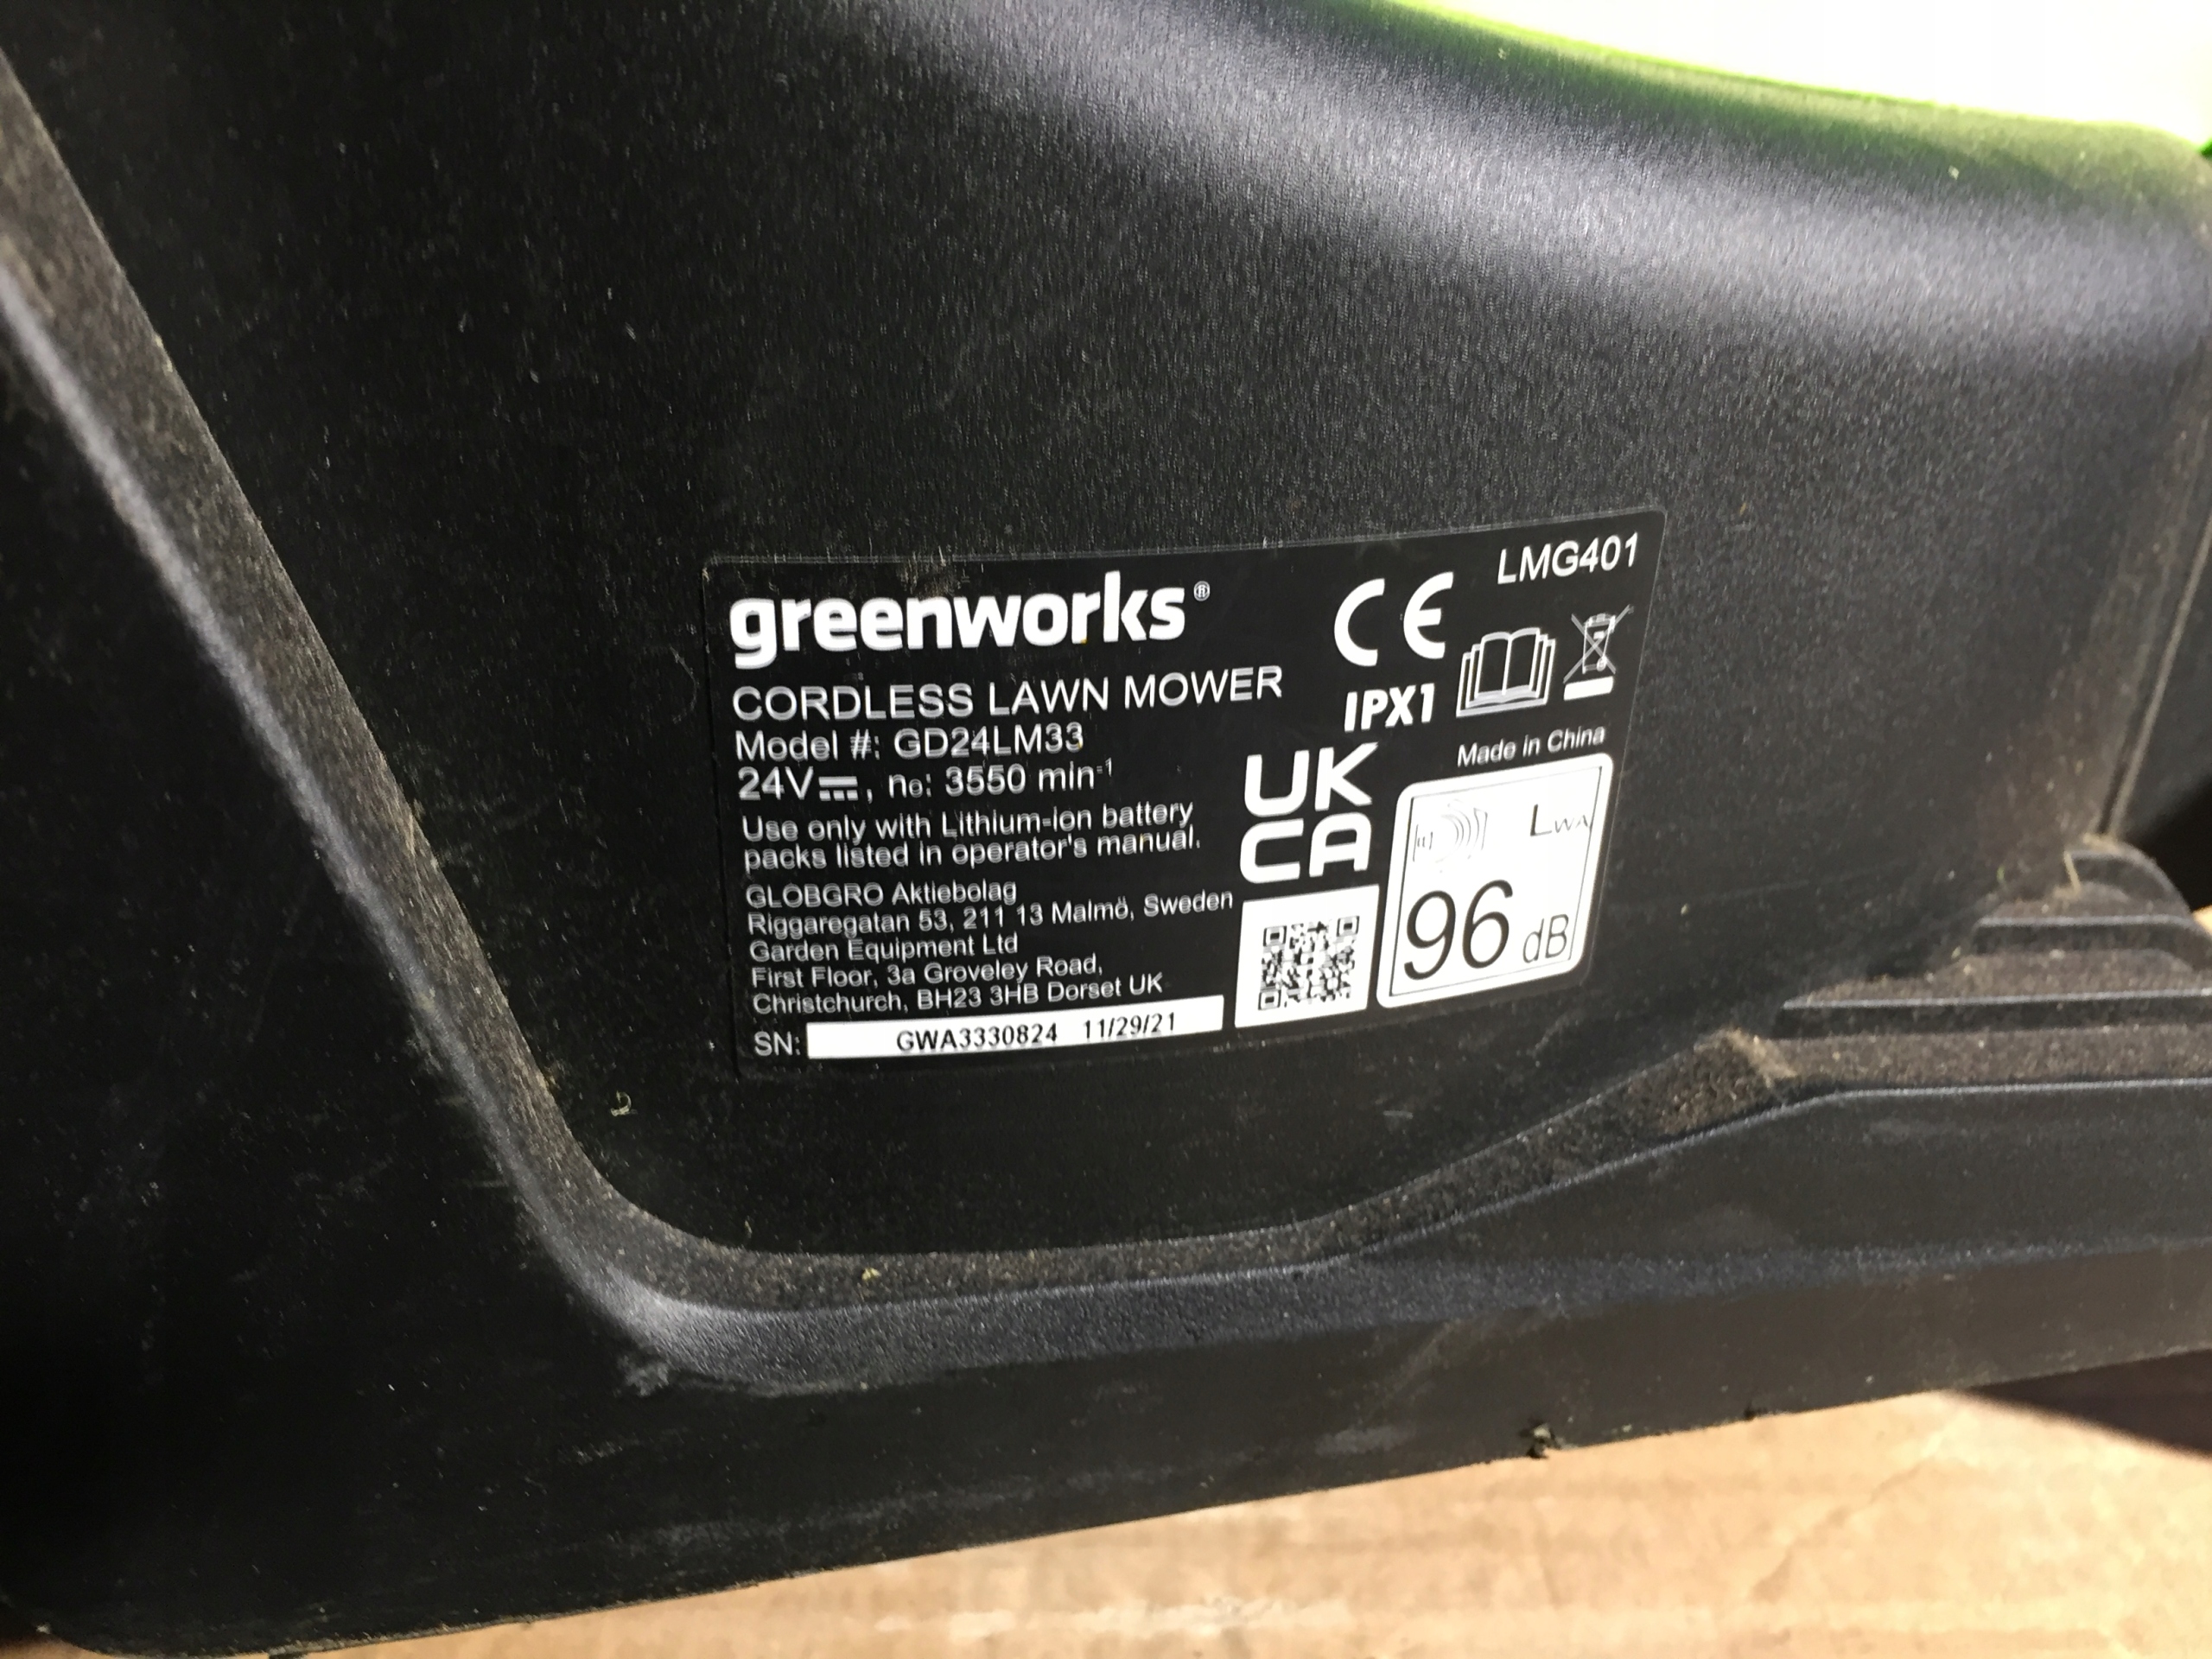 greenworks®
CORDLESS LAWN MOWER
Model #: GD24LM33
24V⎓, n₀: 3550 min⁻¹
Use only with Lithium-ion battery
packs listed in operator's manual.
GLOBGRO Aktiebolag
Riggaregatan 53, 211 13 Malmö, Sweden
Garden Equipment Ltd
First Floor, 3a Groveley Road,
Christchurch, BH23 3HB Dorset UK
SN: GWA3330824 11/29/21
LMG401
CE
IPX1
Made in China
UK
CA
LWA
96 dB